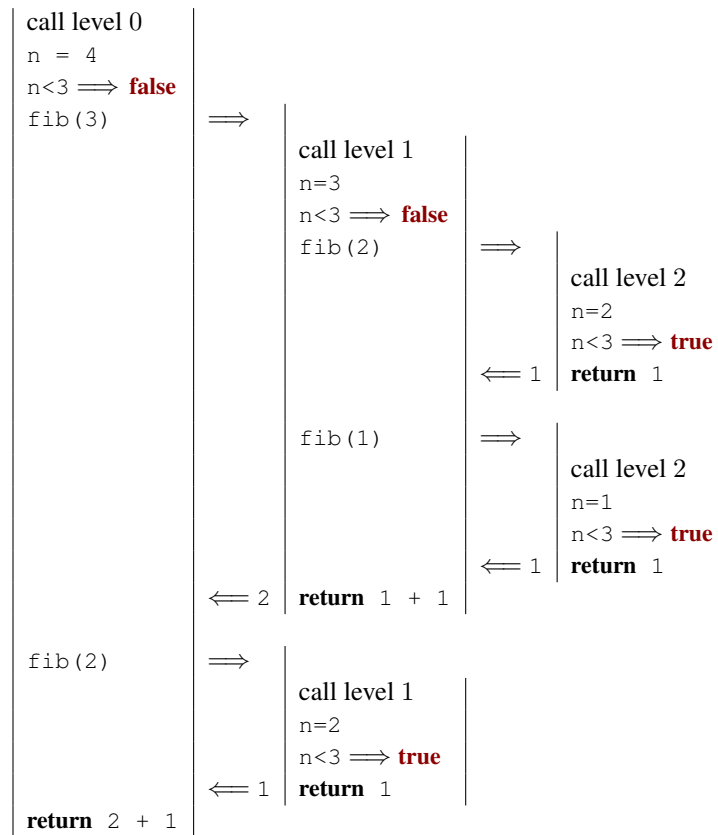 call level 0
n = 4
n<3 ⟹ false
fib(3) ⟹
call level 1
n=3
n<3 ⟹ false
fib(2) ⟹
call level 2
n=2
n<3 ⟹ true
⟸ 1 return 1
fib(1) ⟹
call level 2
n=1
n<3 ⟹ true
⟸ 1 return 1
⟸ 2 return 1 + 1
fib(2) ⟹
call level 1
n=2
n<3 ⟹ true
⟸ 1 return 1
return 2 + 1